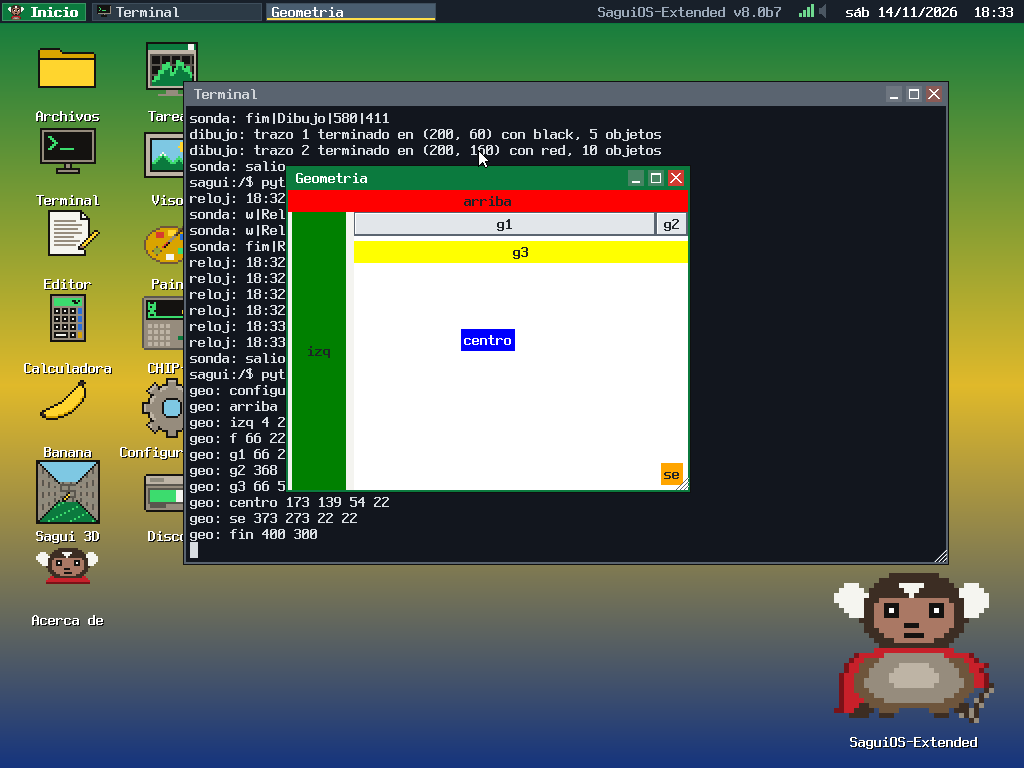 Inicio
Terminal
Geometria
SaguiOS-Extended v8.0b7
sáb 14/11/2026
18:33
Archivos
Terminal
Editor
Calculadora
CHIP
Banana
Configur
Sagui 3D
Disco
Acerca de
Terminal
sonda: fim|Dibujo|580|411
dibujo: trazo 1 terminado en (200, 60) con black, 5 objetos
dibujo: trazo 2 terminado en (200, 160) con red, 10 objetos
sonda: salio
sagui:/$ pyt
reloj: 18:32
sonda: w|Rel
sonda: w|Rel
sonda: fim|R
reloj: 18:32
reloj: 18:32
reloj: 18:32
reloj: 18:32
reloj: 18:33
reloj: 18:33
sonda: salio
sagui:/$ pyt
geo: configu
geo: arriba
geo: izq 4 2
geo: f 66 22
geo: g1 66 2
geo: g2 368
geo: g3 66 5
geo: centro 173 139 54 22
geo: se 373 273 22 22
geo: fin 400 300
Geometria
arriba
g1
g2
g3
izq
centro
se
SaguiOS-Extended